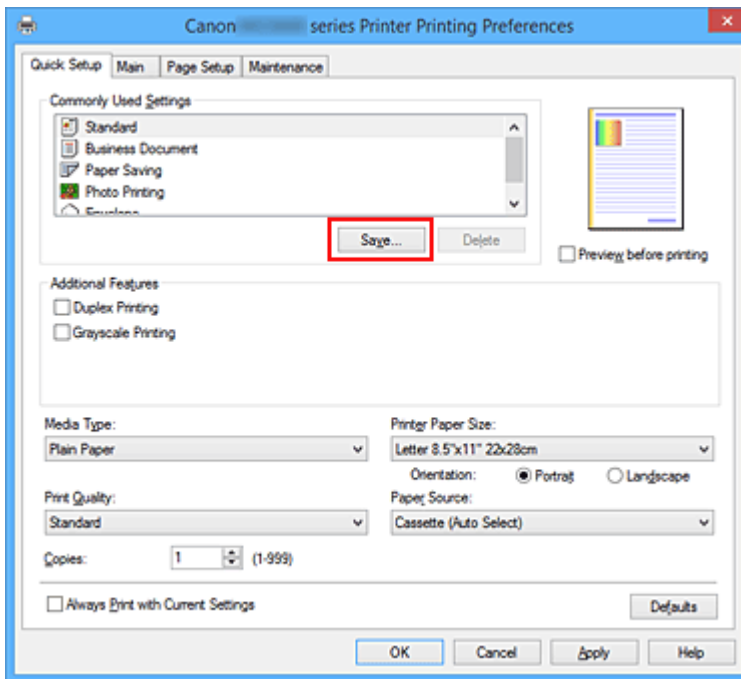 Canon series Printer Printing Preferences
Quick Setup Main Page Setup Maintenance
Commonly Used Settings
Standard
Business Document
Paper Saving
Photo Printing
Envelope
Save... Delete
Preview before printing
Additional Features
Duplex Printing
Grayscale Printing
Media Type:
Plain Paper
Printer Paper Size:
Letter 8.5"x11" 22x28cm
Orientation: Portrait Landscape
Print Quality:
Standard
Paper Source:
Cassette (Auto Select)
Copies: 1 (1-999)
Always Print with Current Settings
Defaults
OK Cancel Apply Help